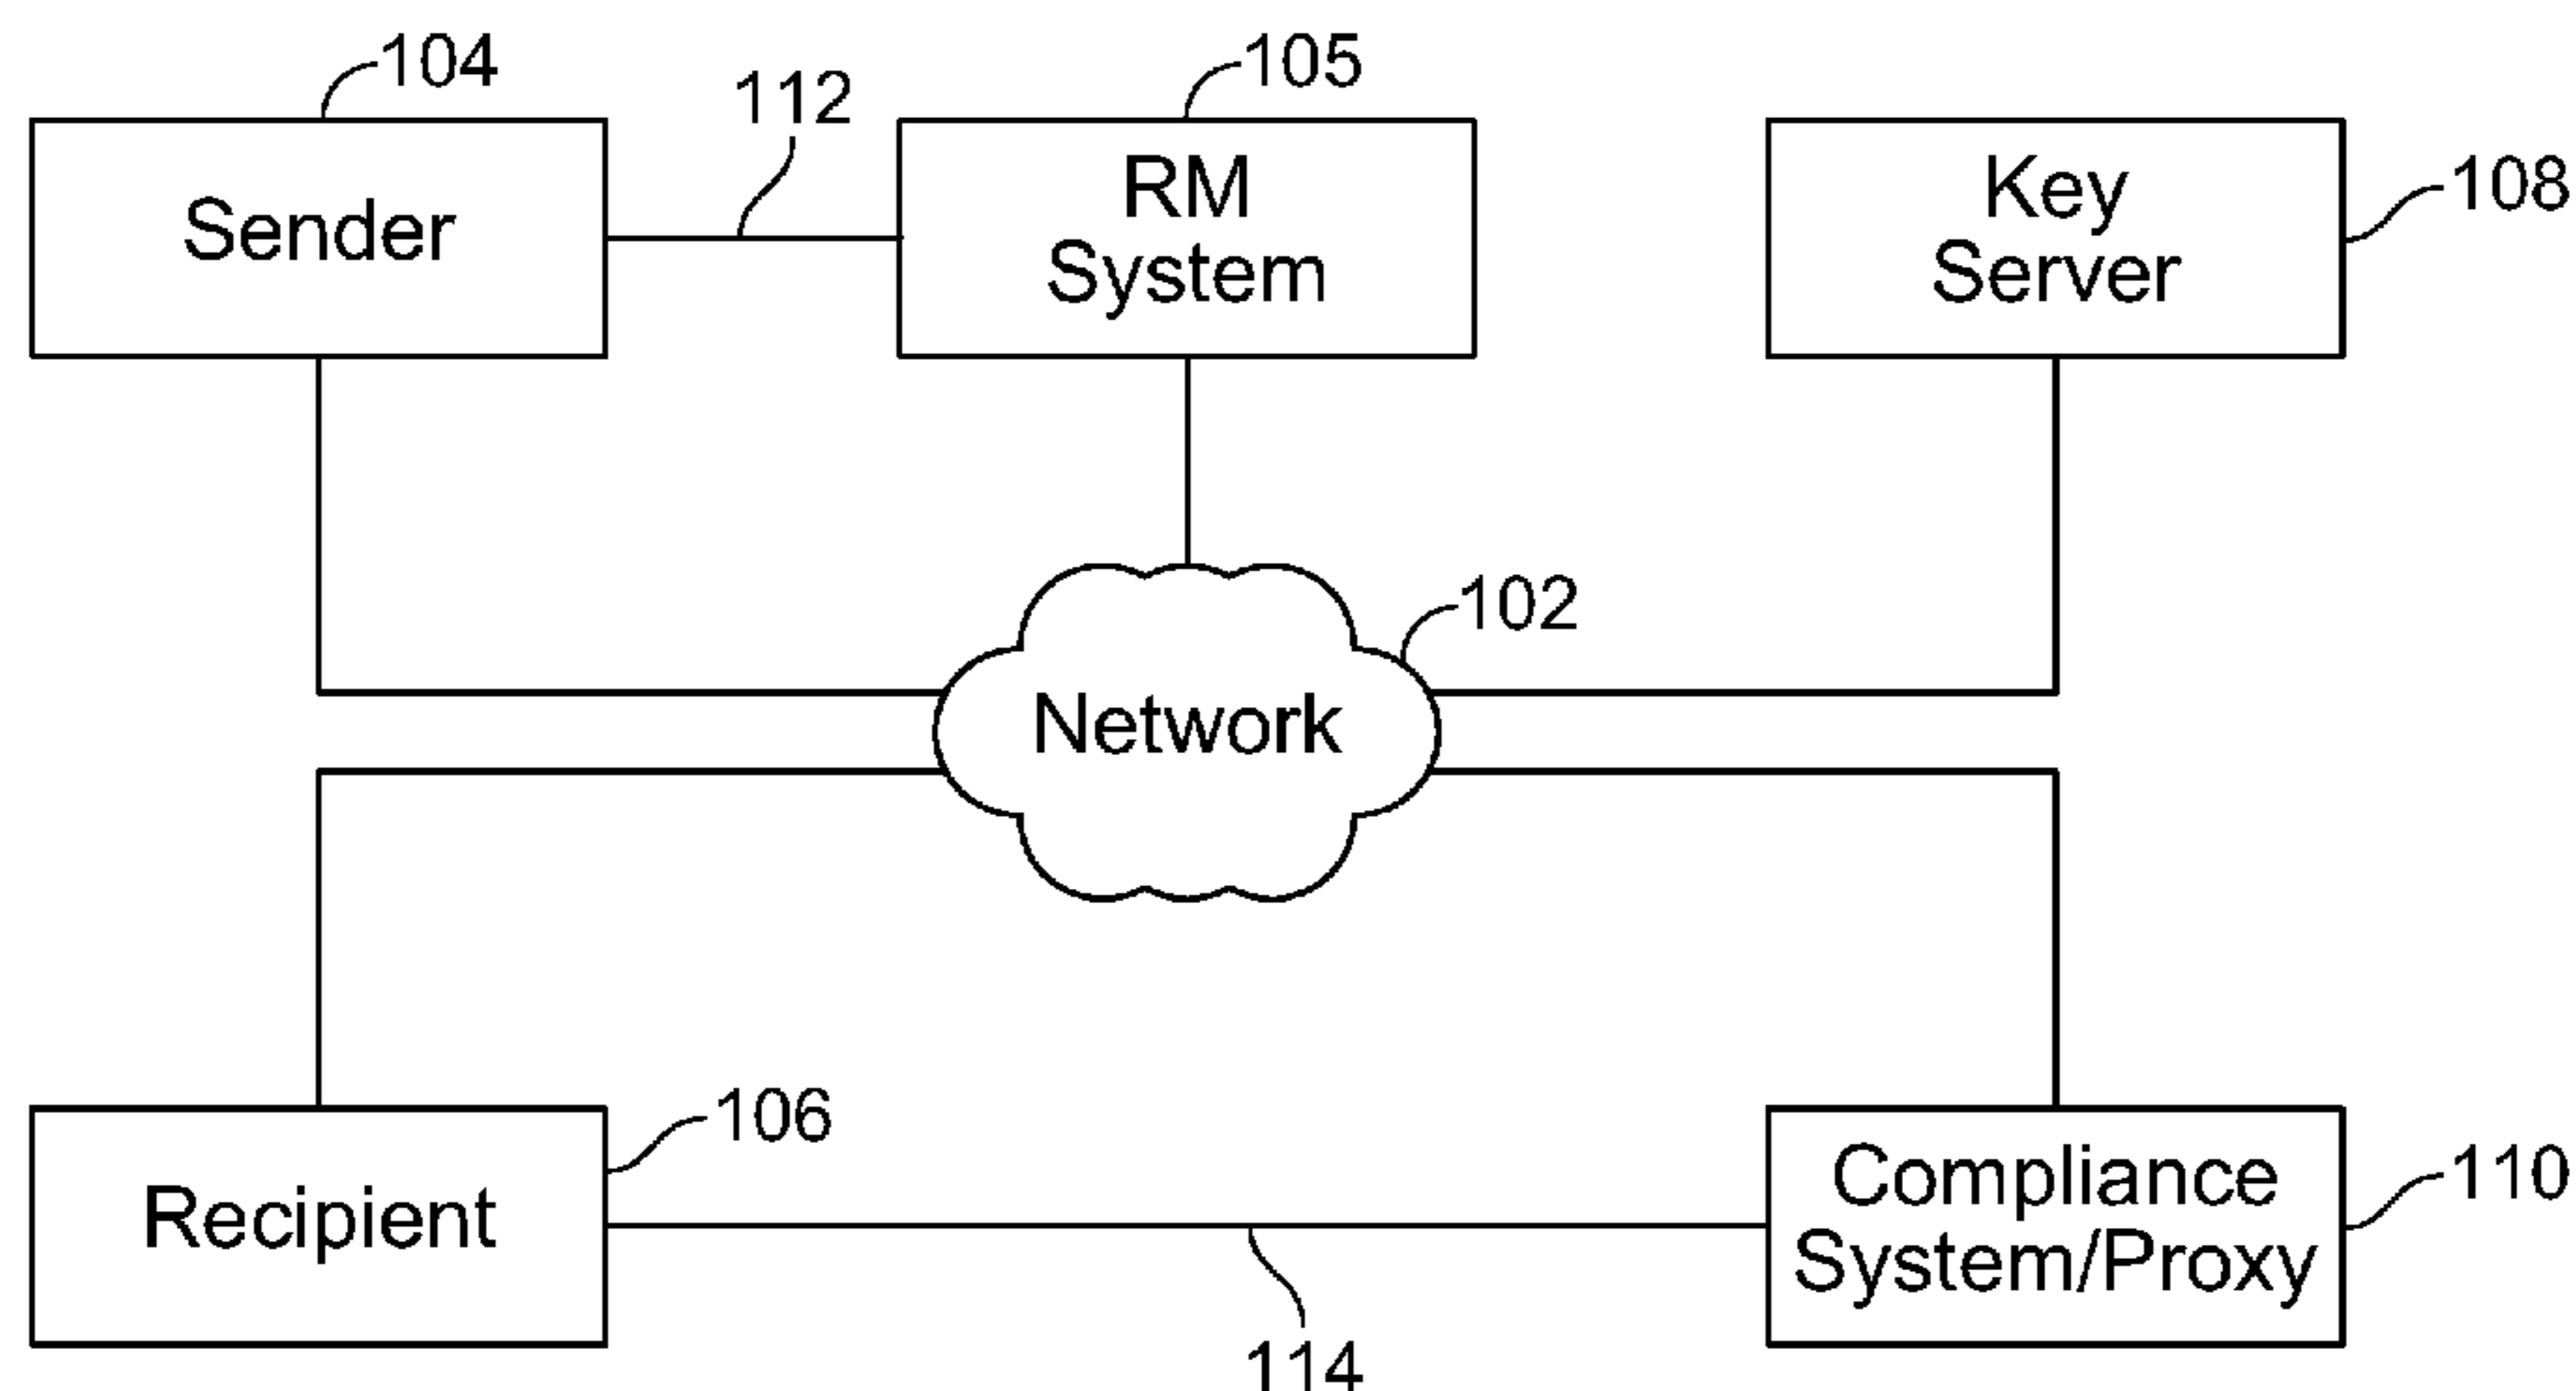 104
105
112
Sender
RM
System
Key
Server
108
102
Network
106
Recipient
Compliance
System/Proxy
110
114